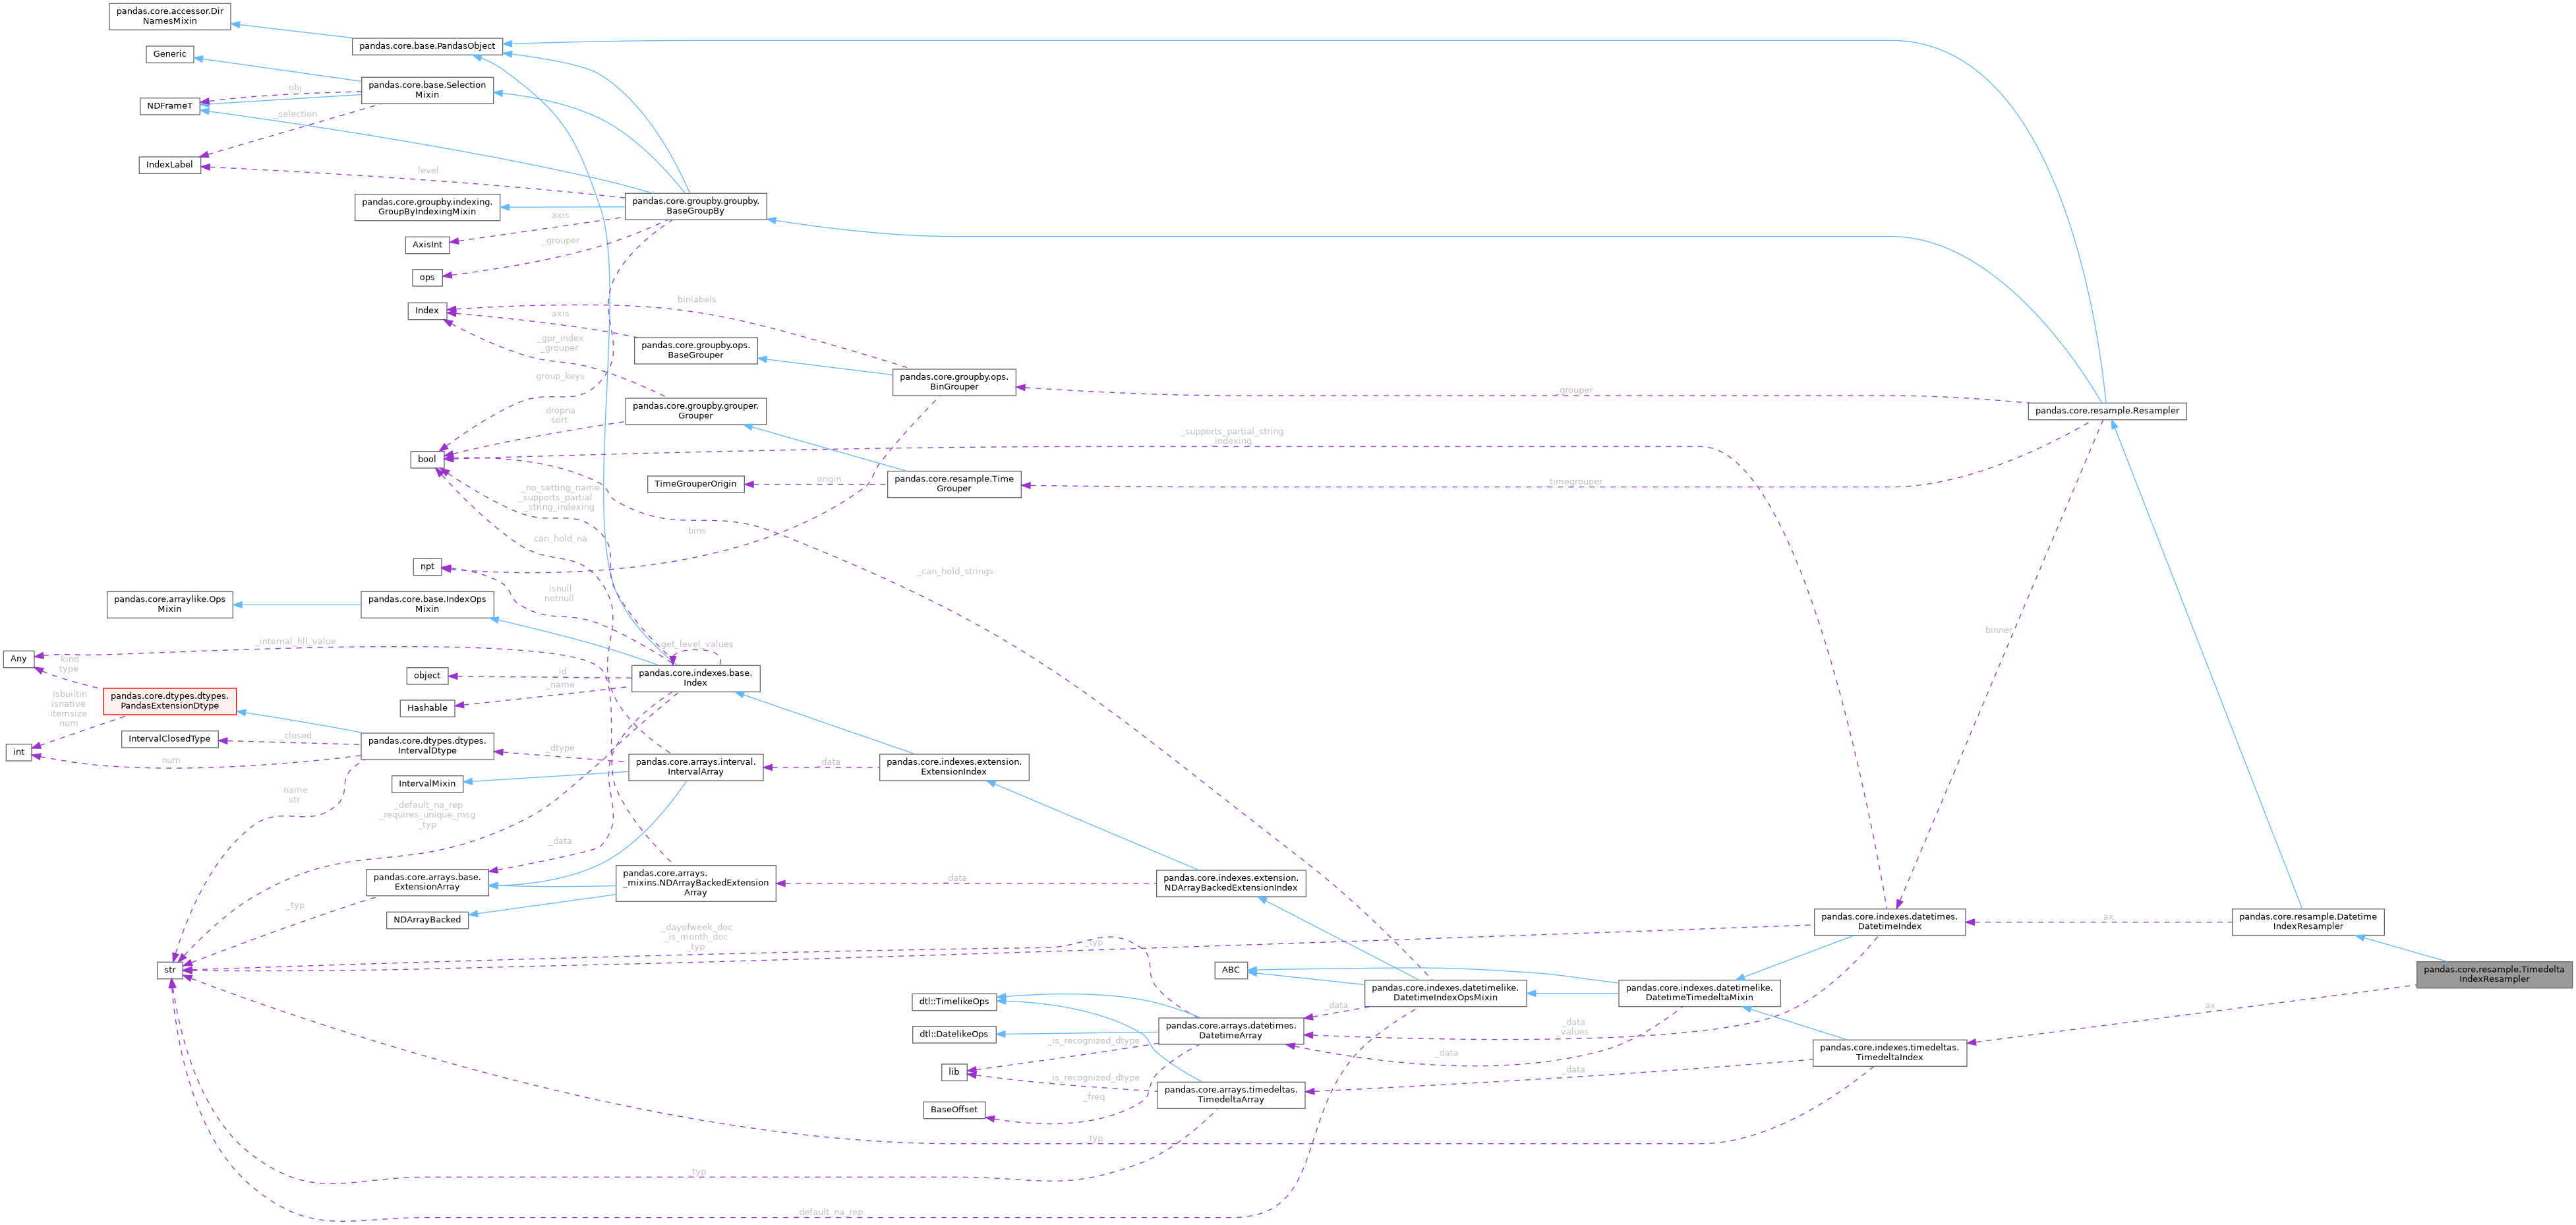 pandas.core.accessor.Dir
NamesMixin
pandas.core.base.PandasObject
Generic
pandas.core.base.Selection
Mixin
obj
NDFrameT
_selection
IndexLabel
level
pandas.core.groupby.groupby.
BaseGroupBy
pandas.core.groupby.indexing.
GroupByIndexingMixin
axis
AxisInt
_grouper
ops
binlabels
Index
axis
_gpr_index
_grouper
pandas.core.groupby.ops.
BaseGrouper
group_keys
pandas.core.groupby.ops.
BinGrouper
grouper
pandas.core.resample.Resampler
dropna
sort
pandas.core.groupby.grouper.
Grouper
_supports_partial_string
indexing
bool
TimeGrouperOrigin
origin
pandas.core.resample.Time
Grouper
timegrouper
_no_setting_name
_supports_partial
_string_indexing
bins
can_hold_na
npt
_can_hold_strings
isnull
notnull
pandas.core.arraylike.Ops
Mixin
pandas.core.base.IndexOps
Mixin
binner
_internal_fill_value
get_level_values
Any
kind
type
object
_id
pandas.core.indexes.base.
Index
_name
Hashable
pandas.core.dtypes.dtypes.
PandasExtensionDtype
isbuiltin
isnative
itemsize
num
IntervalClosedType
_closed
pandas.core.dtypes.dtypes.
IntervalDtype
int
num
_dtype
pandas.core.arrays.interval.
IntervalArray
_data
pandas.core.indexes.extension.
ExtensionIndex
IntervalMixin
name
str
_default_na_rep
_requires_unique_msg
_typ
_data
pandas.core.arrays.base.
ExtensionArray
pandas.core.arrays.
_mixins.NDArrayBackedExtension
Array
_data
pandas.core.indexes.extension.
NDArrayBackedExtensionIndex
_typ
NDArrayBacked
_dayofweek_doc
_is_month_doc
_typ
_typ
pandas.core.indexes.datetimes.
DatetimeIndex
ax
pandas.core.resample.Datetime
IndexResampler
str
ABC
pandas.core.resample.Timedelta
IndexResampler
dtl::TimelikeOps
_data
pandas.core.indexes.datetimelike.
DatetimeIndexOpsMixin
pandas.core.indexes.datetimelike.
DatetimeTimedeltaMixin
ax
dtl::DatelikeOps
pandas.core.arrays.datetimes.
DatetimeArray
_data
_values
_is_recognized_dtype
_data
pandas.core.indexes.timedeltas.
TimedeltaIndex
lib
_is_recognized_dtype
_data
_freq
BaseOffset
pandas.core.arrays.timedeltas.
TimedeltaArray
_typ
_typ
_default_na_rep